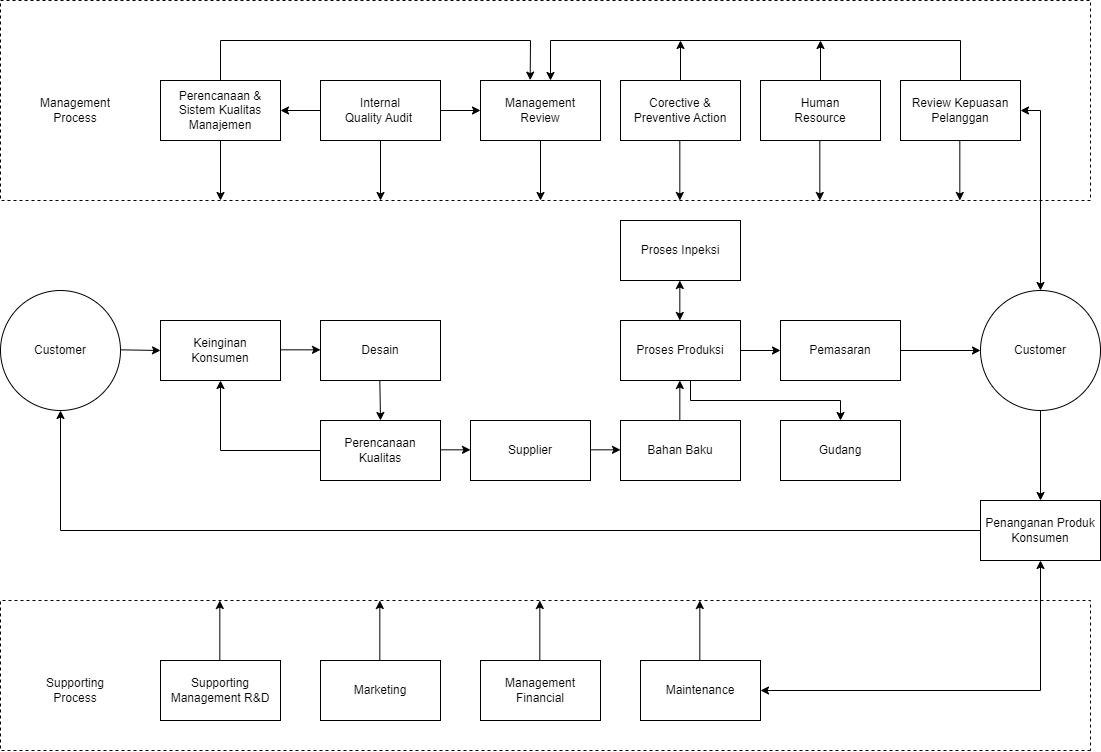 Management
Process
Perencanaan &
Sistem Kualitas
Manajemen
Internal
Quality Audit
Management
Review
Corective &
Preventive Action
Human
Resource
Review Kepuasan
Pelanggan
Proses Inpeksi
Customer
Keinginan
Konsumen
Desain
Proses Produksi
Pemasaran
Customer
Perencanaan
Kualitas
Supplier
Bahan Baku
Gudang
Penanganan Produk
Konsumen
Supporting
Process
Supporting
Management R&D
Marketing
Management
Financial
Maintenance